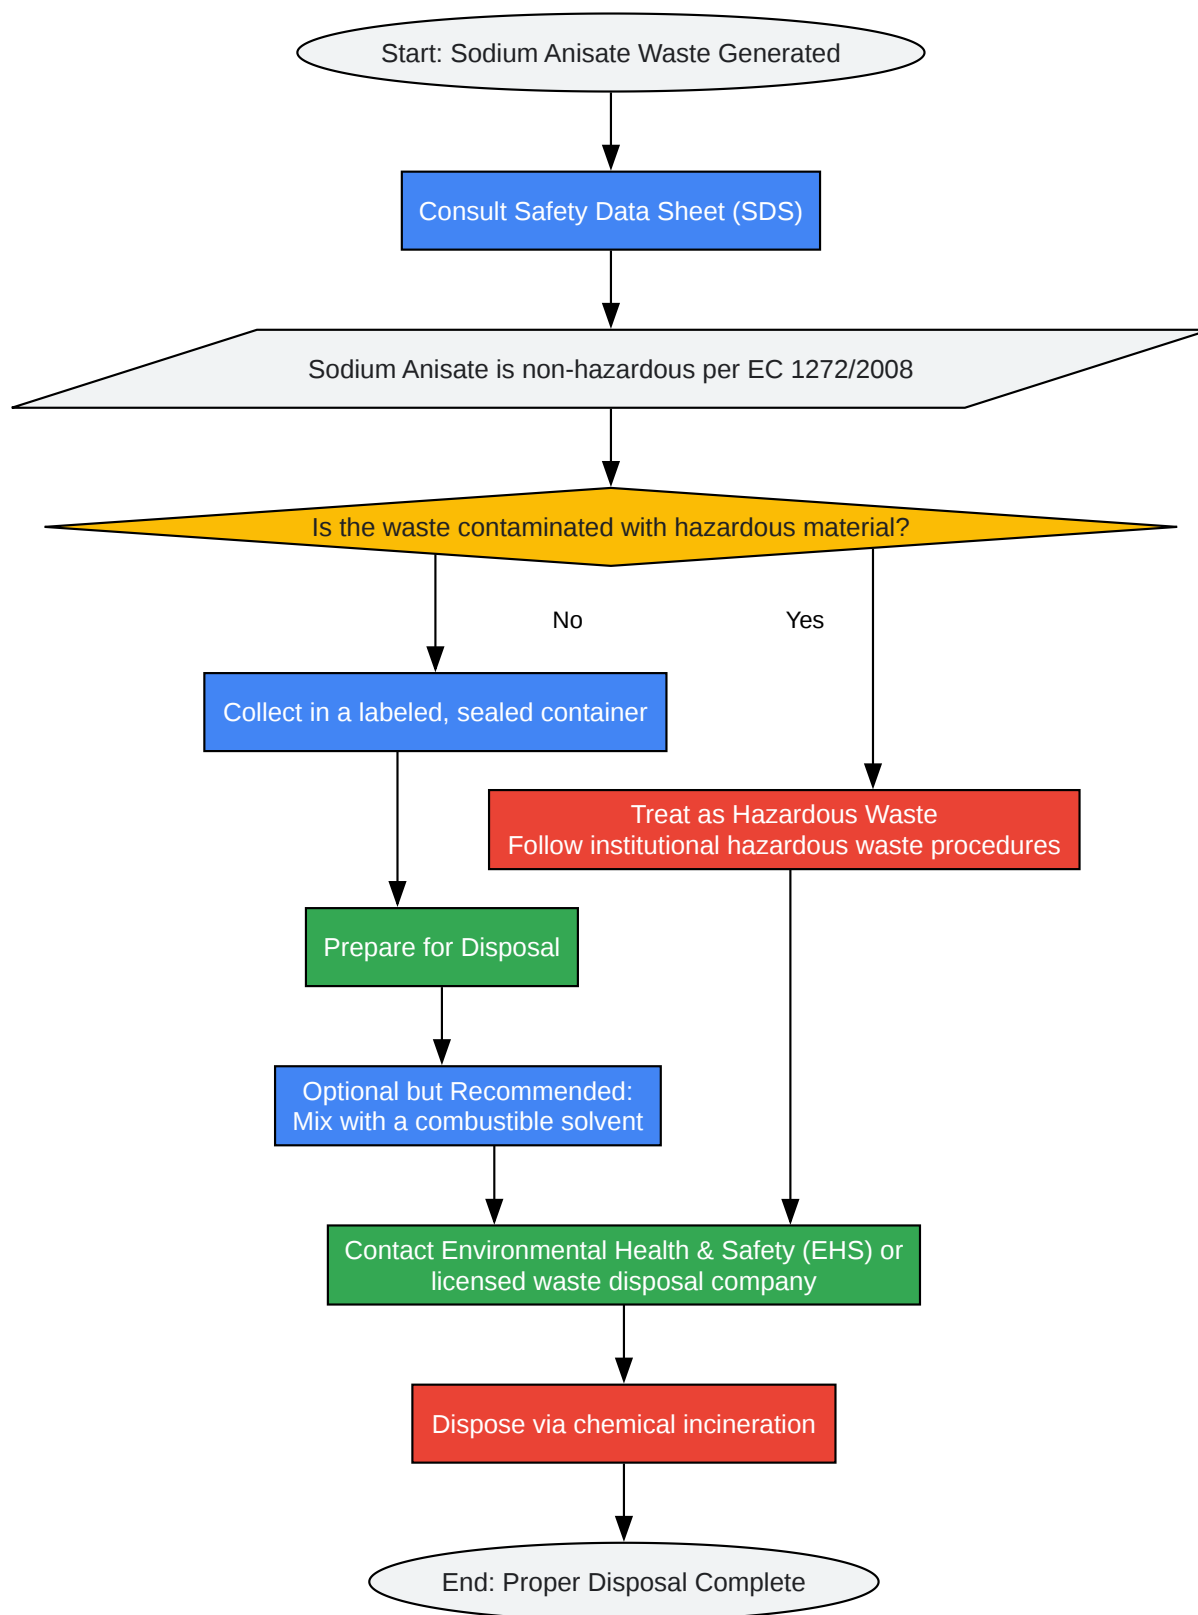 Start: Sodium Anisate Waste Generated
Consult Safety Data Sheet (SDS)
Sodium Anisate is non-hazardous per EC 1272/2008
Is the waste contaminated with hazardous material?
No
Yes
Collect in a labeled, sealed container
Treat as Hazardous Waste
Follow institutional hazardous waste procedures
Prepare for Disposal
Optional but Recommended:
Mix with a combustible solvent
Contact Environmental Health & Safety (EHS) or
licensed waste disposal company
Dispose via chemical incineration
End: Proper Disposal Complete